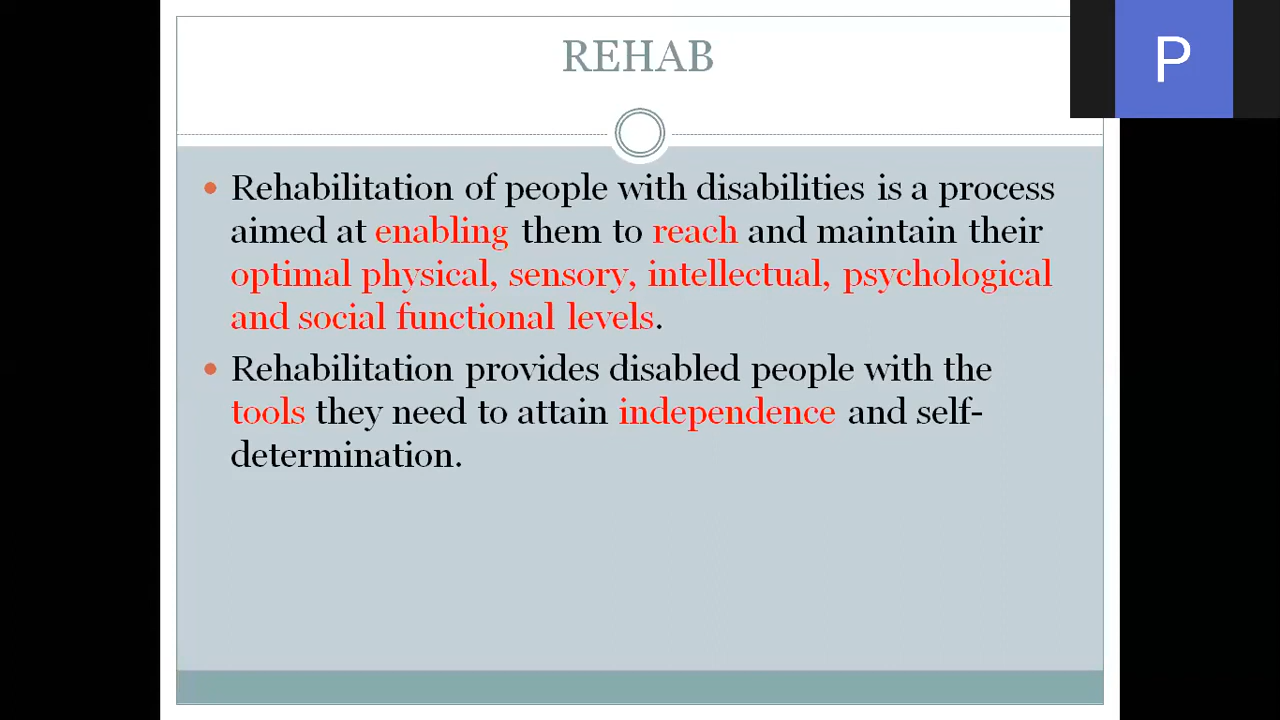 REHAB
P
Rehabilitation of people with disabilities is a process
aimed at enabling them to reach and maintain their
optimal physical, sensory, intellectual, psychological
and social functional levels.
Rehabilitation provides disabled people with the
tools they need to attain independence and self-
determination.